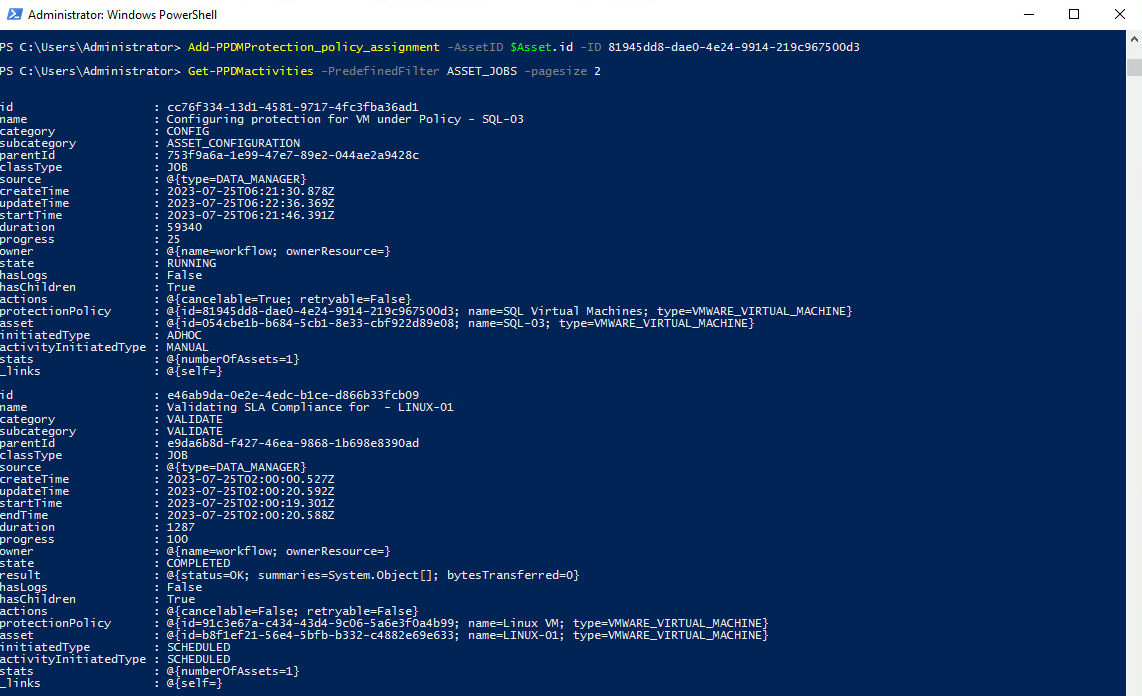 Administrator: Windows PowerShell
PS C:\Users\Administrator> Add-PPDMProtection_policy_assignment -AssetID $Asset.id -ID 81945dd8-dae0-4e24-9914-219c967500d3
PS C:\Users\Administrator> Get-PPDMactivities -PredefinedFilter ASSET_JOBS -pagesize 2
id : cc76f334-13d1-4581-9717-4fc3fba36ad1
name : Configuring protection for VM under Policy - SQL-03
category : CONFIG
subcategory : ASSET_CONFIGURATION
parentId : 753f9a6a-1e99-47e7-89e2-044ae2a9428c
classType : JOB
source : @{type=DATA_MANAGER}
createTime : 2023-07-25T06:21:30.878Z
updateTime : 2023-07-25T06:22:36.369Z
startTime : 2023-07-25T06:21:46.391Z
duration : 59340
progress : 25
owner : @{name=workflow; ownerResource=}
state : RUNNING
hasLogs : False
hasChildren : True
actions : @{cancelable=True; retryable=False}
protectionPolicy : @{id=81945dd8-dae0-4e24-9914-219c967500d3; name=SQL Virtual Machines; type=VMWARE_VIRTUAL_MACHINE}
asset : @{id=054cbe1b-b684-5cb1-8e33-cbf922d89e08; name=SQL-03; type=VMWARE_VIRTUAL_MACHINE}
initiatedType : ADHOC
activityInitiatedType : MANUAL
stats : @{numberOfAssets=1}
_links : @{self=}
id : e46ab9da-0e2e-4edc-b1ce-d866b33fcb09
name : Validating SLA Compliance for  - LINUX-01
category : VALIDATE
subcategory : VALIDATE
parentId : e9da6b8d-f427-46ea-9868-1b698e8390ad
classType : JOB
source : @{type=DATA_MANAGER}
createTime : 2023-07-25T02:00:00.527Z
updateTime : 2023-07-25T02:00:20.592Z
startTime : 2023-07-25T02:00:19.301Z
endTime : 2023-07-25T02:00:20.588Z
duration : 1287
progress : 100
owner : @{name=workflow; ownerResource=}
state : COMPLETED
result : @{status=OK; summaries=System.Object[]; bytesTransferred=0}
hasLogs : False
hasChildren : True
actions : @{cancelable=False; retryable=False}
protectionPolicy : @{id=91c3e67a-c434-43d4-9c06-5a6e3f0a4b99; name=Linux VM; type=VMWARE_VIRTUAL_MACHINE}
asset : @{id=b8f1ef21-56e4-5bfb-b332-c4882e69e633; name=LINUX-01; type=VMWARE_VIRTUAL_MACHINE}
initiatedType : SCHEDULED
activityInitiatedType : SCHEDULED
stats : @{numberOfAssets=1}
_links : @{self=}